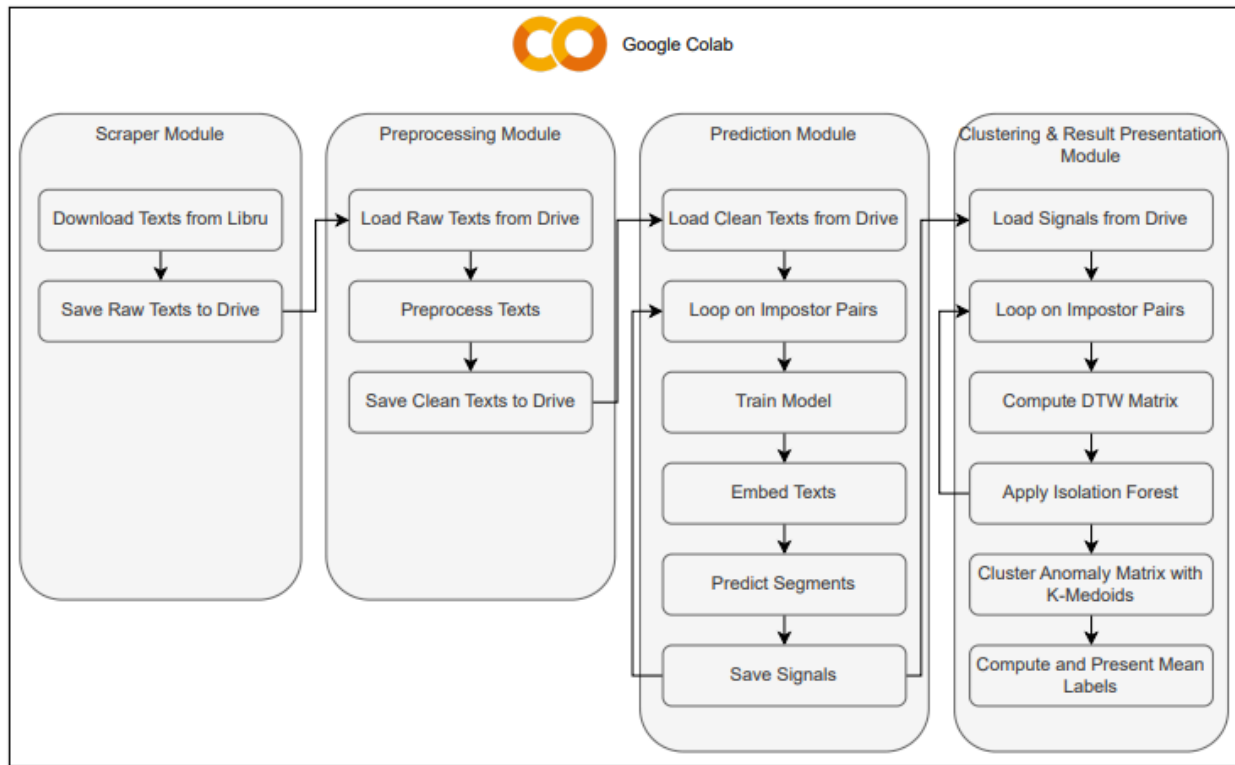 Google Colab
Scraper Module
Download Texts from Libru
Save Raw Texts to Drive
Preprocessing Module
Load Raw Texts from Drive
Preprocess Texts
Save Clean Texts to Drive
Prediction Module
Load Clean Texts from Drive
Loop on Impostor Pairs
Train Model
Embed Texts
Predict Segments
Save Signals
Clustering & Result Presentation
Module
Load Signals from Drive
Loop on Impostor Pairs
Compute DTW Matrix
Apply Isolation Forest
Cluster Anomaly Matrix with
K-Medoids
Compute and Present Mean
Labels